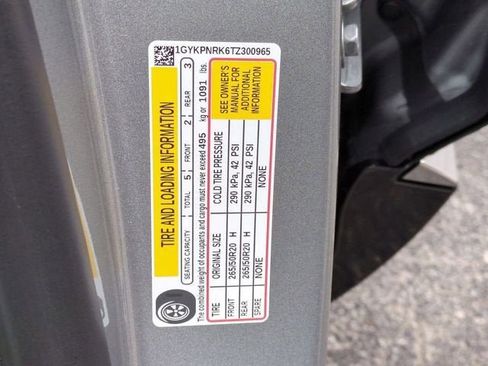 1GYKPNRK6TZ300965
TIRE AND LOADING INFORMATION
SEATING CAPACITY | TOTAL 5 | FRONT 2 | REAR 3
The combined weight of occupants and cargo must never exceed 495 kg or 1091 lbs.
TIRE ORIGINAL SIZE COLD TIRE PRESSURE
FRONT 265/50R20 H 290 kPa, 42 PSI
REAR 265/50R20 H 290 kPa, 42 PSI
SPARE NONE NONE
SEE OWNER'S
MANUAL FOR
ADDITIONAL
INFORMATION